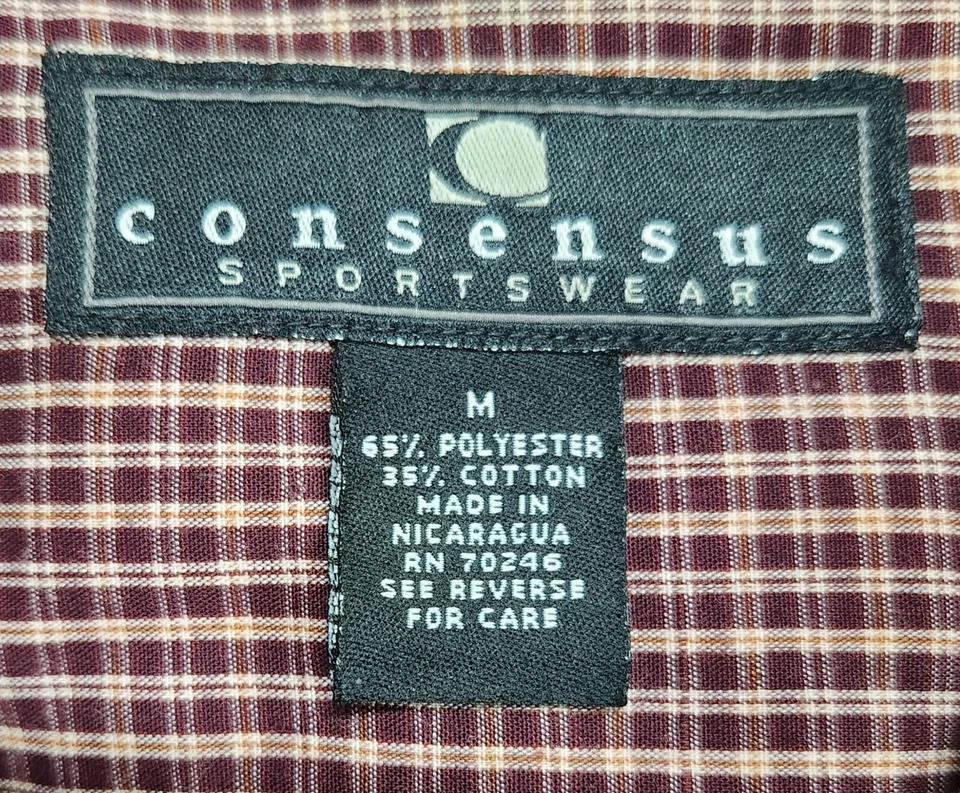 consensus
SPORTSWEAR
M
65% POLYESTER
35% COTTON
MADE IN
NICARAGUA
RN 70246
SEE REVERSE
FOR CARE